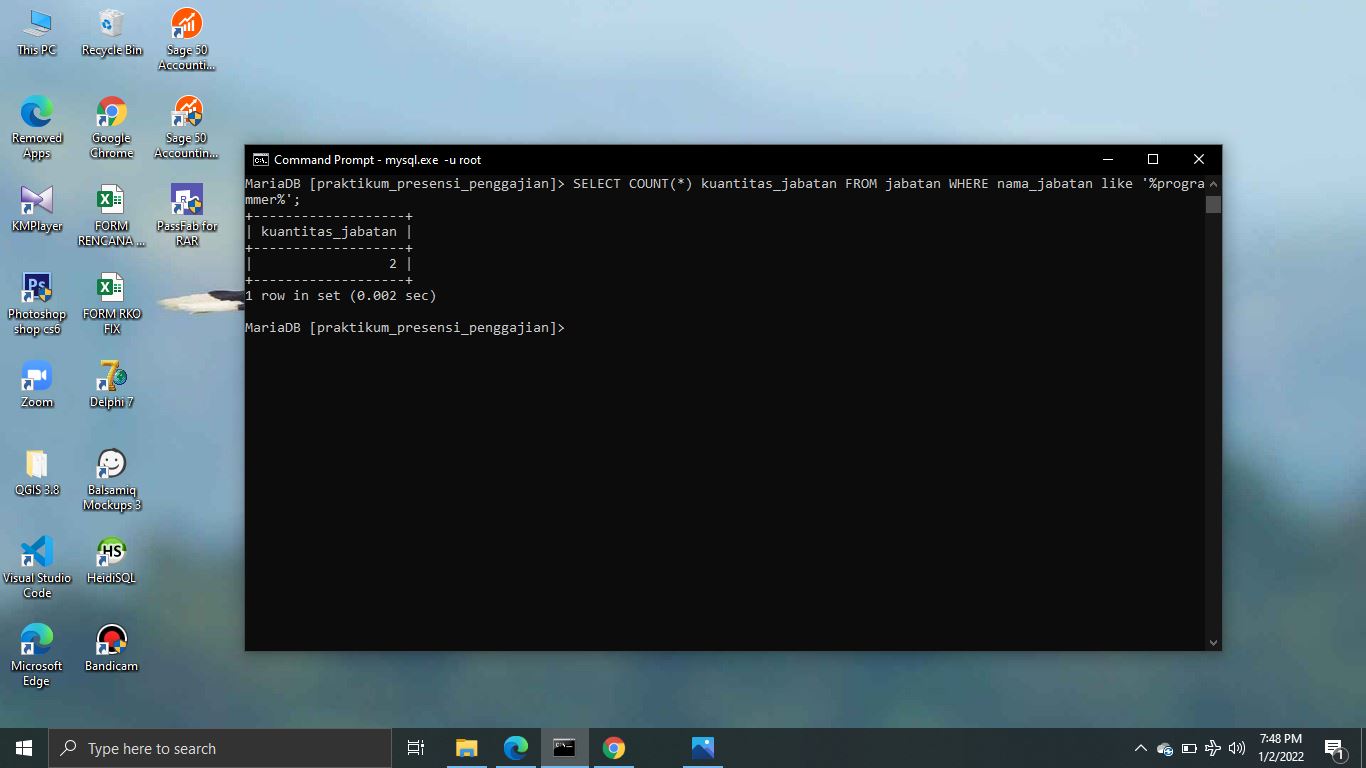 This PC
Recycle Bin
Sage 50
Accounti...
Removed
Apps
Google
Chrome
Sage 50
Accountin...
KMPlayer
FORM
RENCANA ...
PassFab for
RAR
Photoshop
shop cs6
FORM RKO
FIX
Zoom
Delphi 7
QGIS 3.8
Balsamiq
Mockups 3
Visual Studio
Code
HeidiSQL
Microsoft
Edge
Bandicam
Command Prompt - mysql.exe -u root
MariaDB [praktikum_presensi_penggajian]> SELECT COUNT(*) kuantitas_jabatan FROM jabatan WHERE nama_jabatan like '%progra
mmer%';
+-------------------+
| kuantitas_jabatan |
+-------------------+
|                 2 |
+-------------------+
1 row in set (0.002 sec)
MariaDB [praktikum_presensi_penggajian]>
Type here to search
7:48 PM
1/2/2022
1